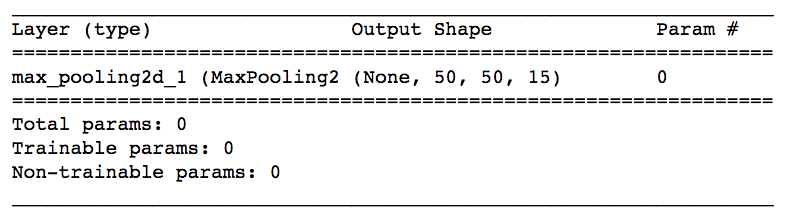 _________________________________________________________________
Layer (type)                 Output Shape              Param #
=================================================================
max_pooling2d_1 (MaxPooling2 (None, 50, 50, 15)        0
=================================================================
Total params: 0
Trainable params: 0
Non-trainable params: 0
_________________________________________________________________